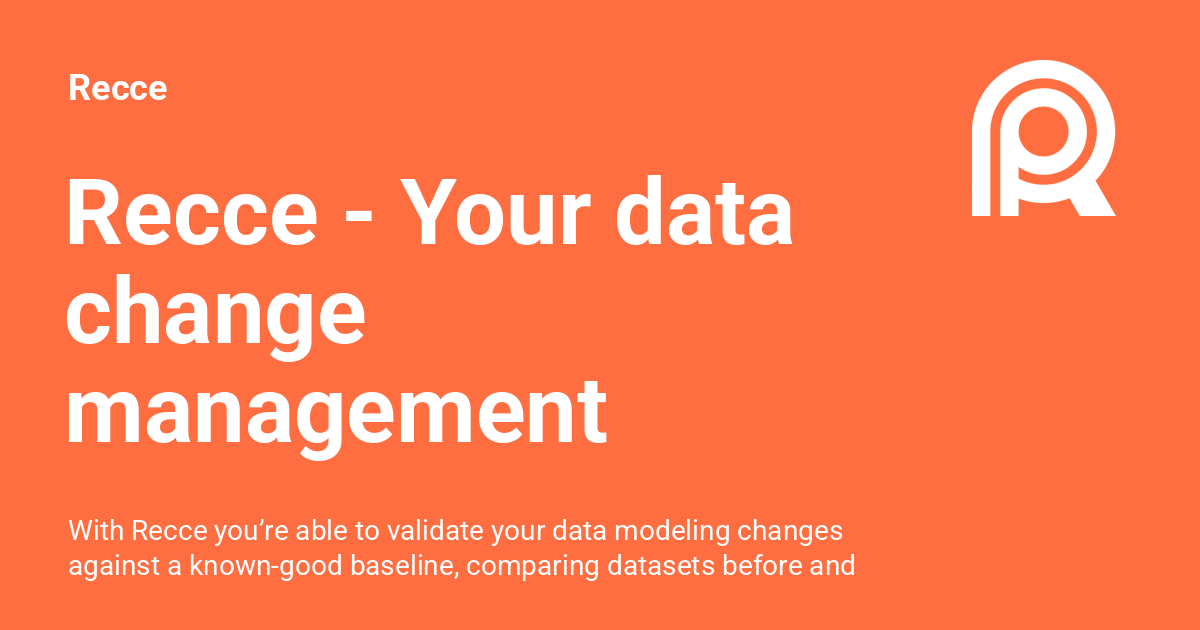 Recce
Recce - Your data
change
management
With Recce you’re able to validate your data modeling changes
against a known-good baseline, comparing datasets before and